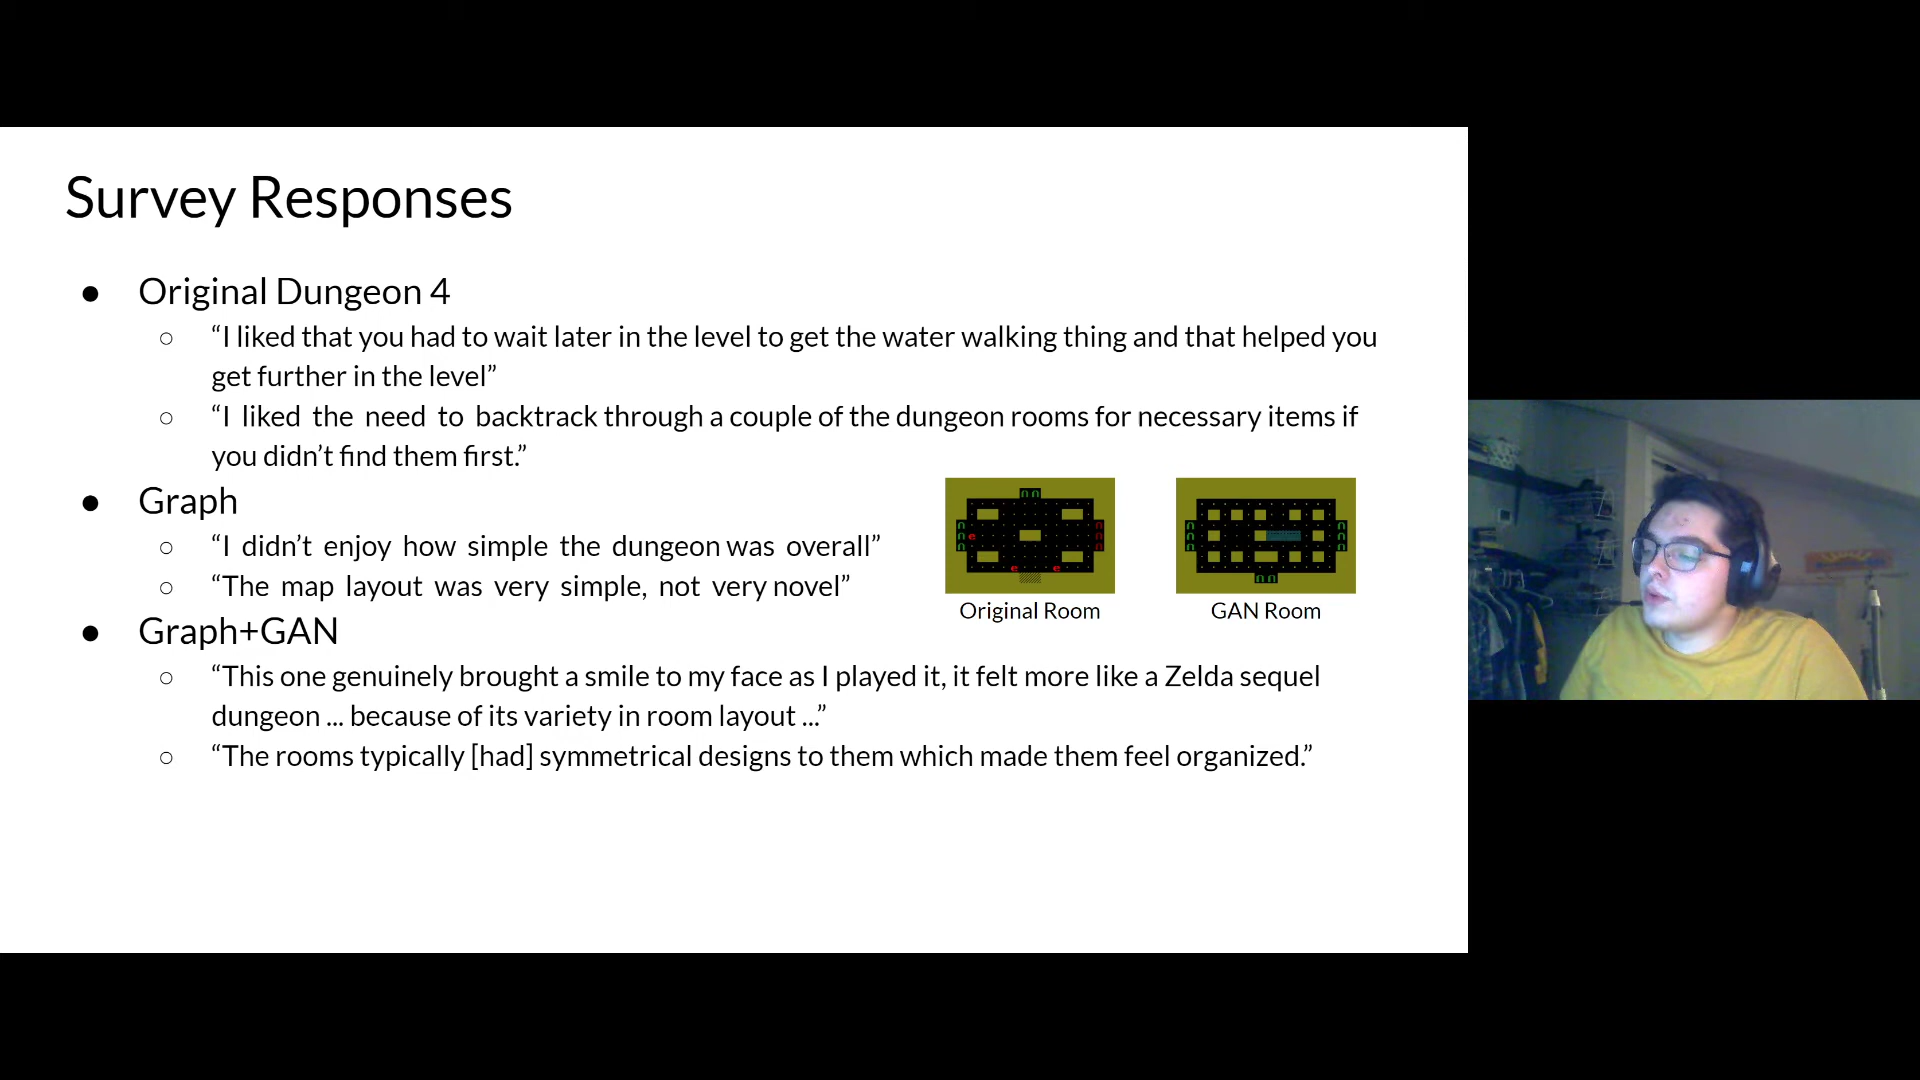 Survey Responses
● Original Dungeon 4
○ “I liked that you had to wait later in the level to get the water walking thing and that helped you
get further in the level”
○ “I liked the need to backtrack through a couple of the dungeon rooms for necessary items if
you didn’t find them first.”
● Graph
○ “I didn’t enjoy how simple the dungeon was overall”
○ “The map layout was very simple, not very novel”
Original Room
GAN Room
● Graph+GAN
○ “This one genuinely brought a smile to my face as I played it, it felt more like a Zelda sequel
dungeon ... because of its variety in room layout ...”
○ “The rooms typically [had] symmetrical designs to them which made them feel organized.”